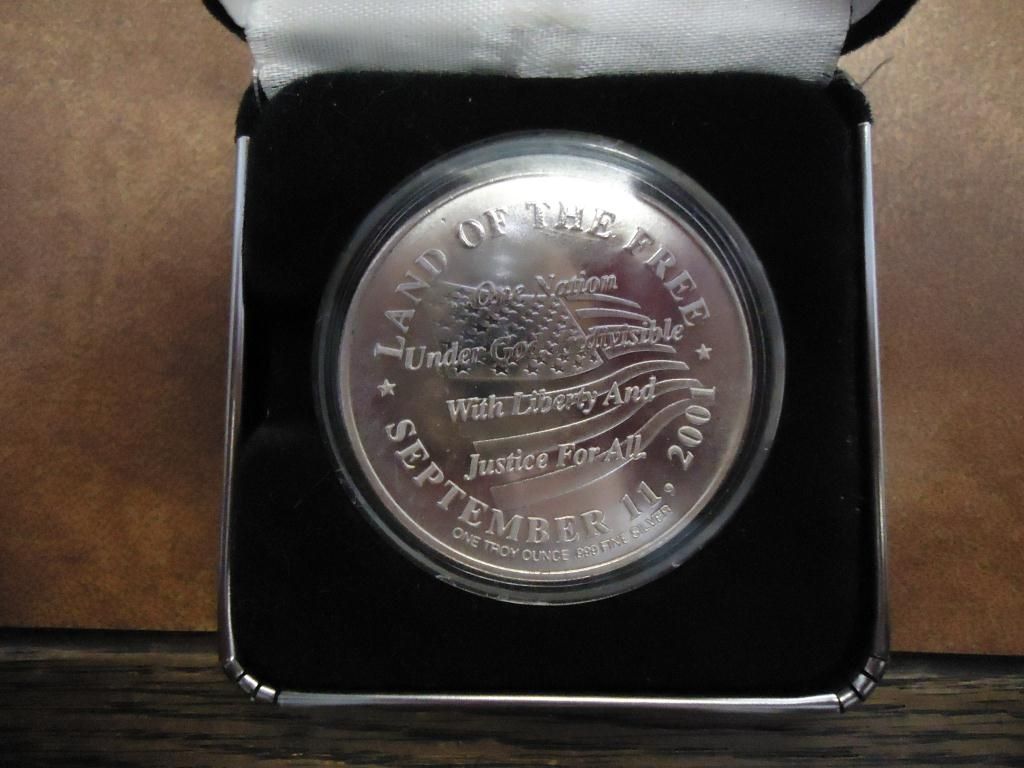 LAND OF THE FREE
One Nation
Under God Indivisible
With Liberty And
Justice For All
SEPTEMBER 11, 2001
ONE TROY OUNCE .999 FINE SILVER